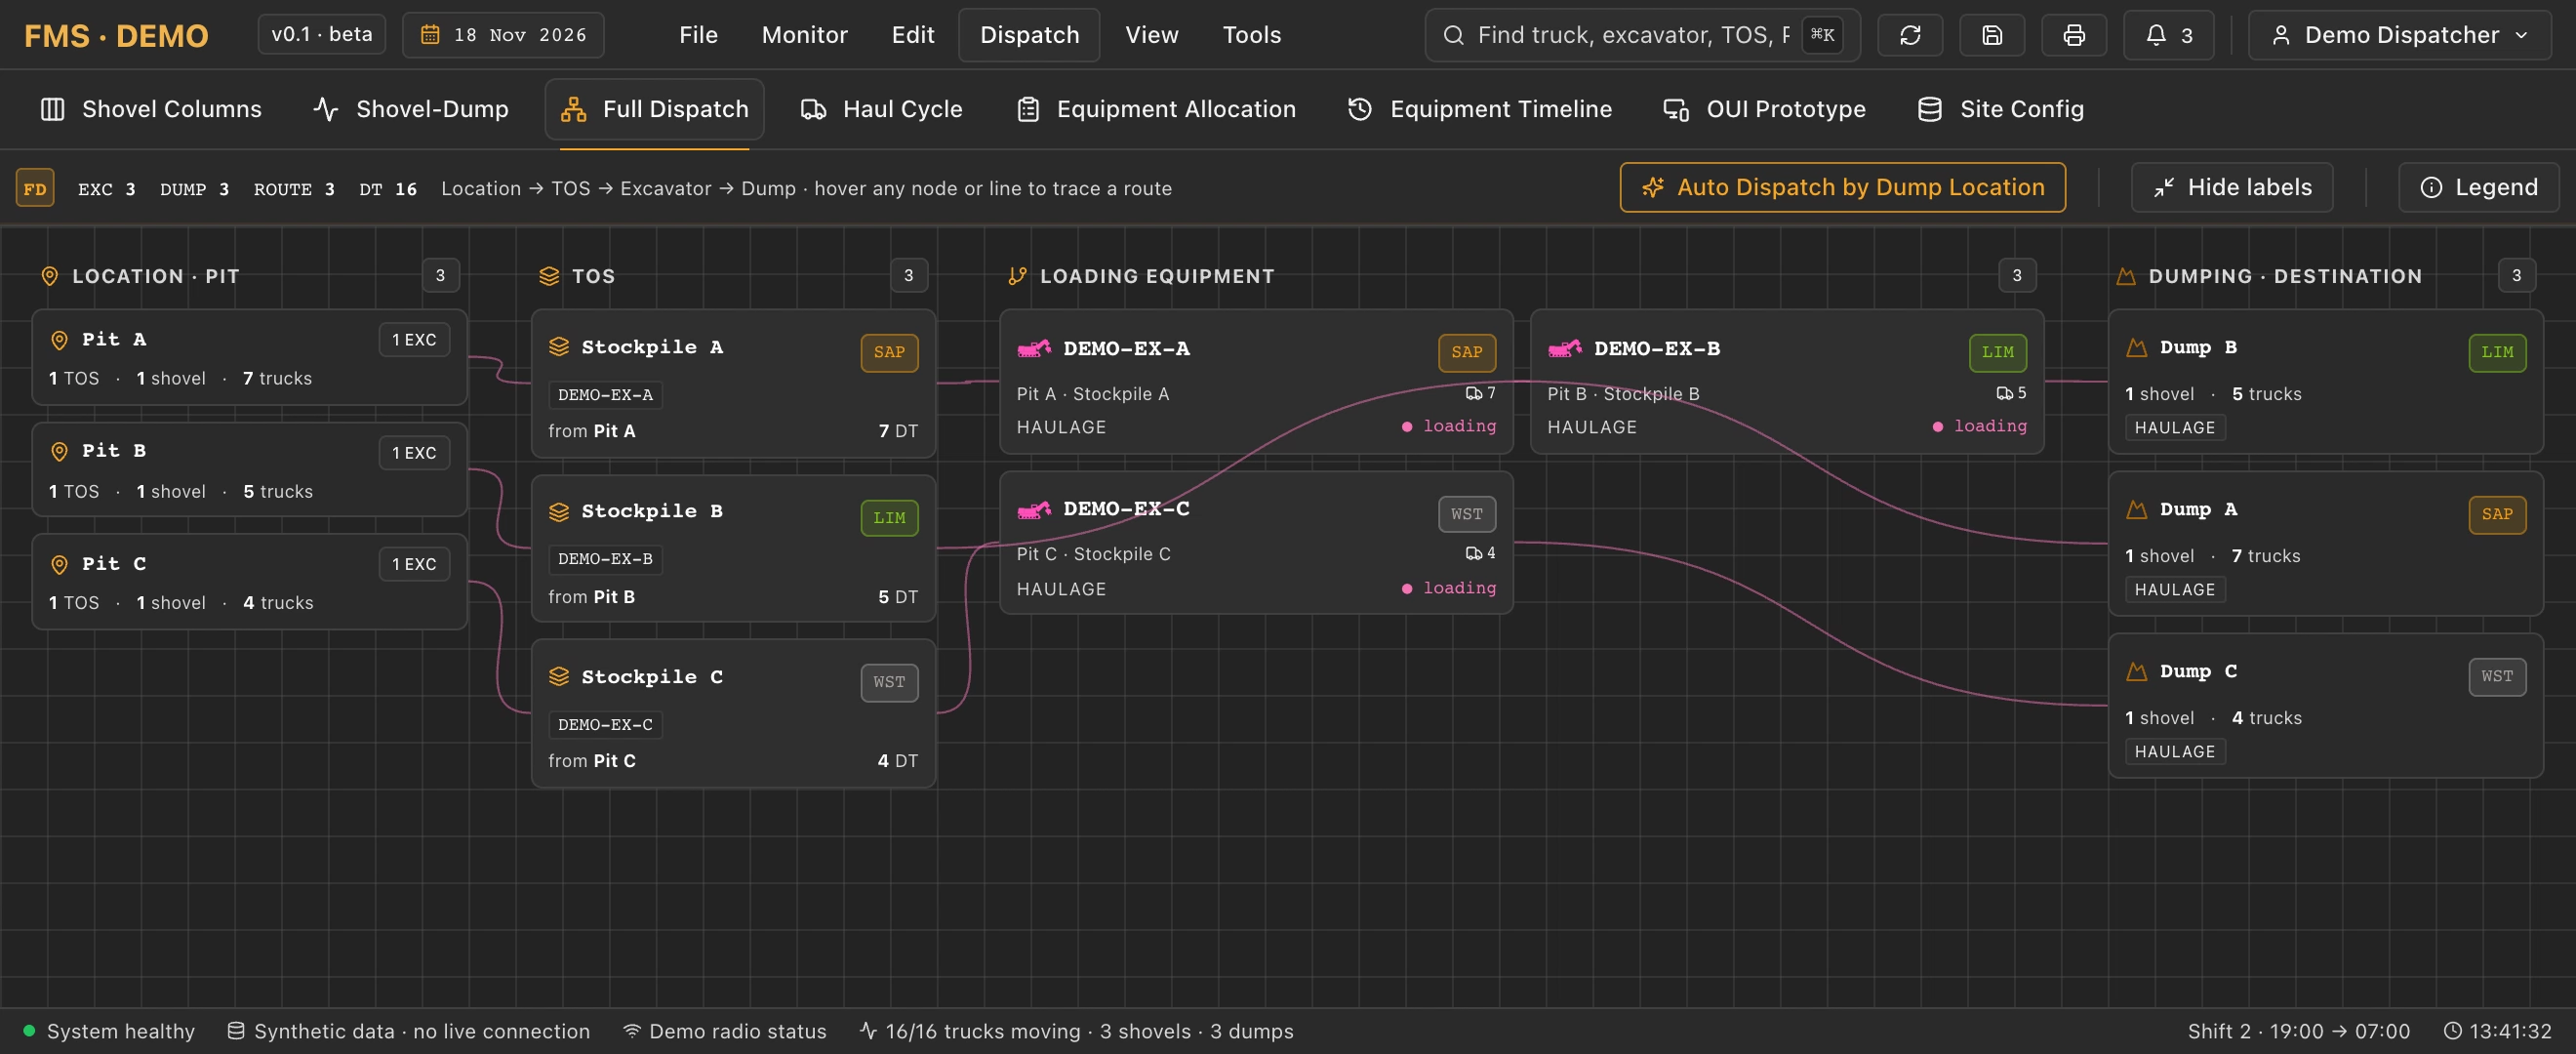 FMS · DEMO
v0.1 · beta
18 Nov 2026
File
Monitor
Edit
Dispatch
View
Tools
Find truck, excavator, TOS, F
⌘K
3
Demo Dispatcher
Shovel Columns
Shovel-Dump
Full Dispatch
Haul Cycle
Equipment Allocation
Equipment Timeline
OUI Prototype
Site Config
FD
EXC 3
DUMP 3
ROUTE 3
DT 16
Location → TOS → Excavator → Dump · hover any node or line to trace a route
Auto Dispatch by Dump Location
Hide labels
Legend
LOCATION · PIT
3
Pit A
1 EXC
1 TOS · 1 shovel · 7 trucks
Pit B
1 EXC
1 TOS · 1 shovel · 5 trucks
Pit C
1 EXC
1 TOS · 1 shovel · 4 trucks
TOS
3
Stockpile A
SAP
DEMO-EX-A
from Pit A
7 DT
Stockpile B
LIM
DEMO-EX-B
from Pit B
5 DT
Stockpile C
WST
DEMO-EX-C
from Pit C
4 DT
LOADING EQUIPMENT
3
DEMO-EX-A
SAP
Pit A · Stockpile A
7
HAULAGE
loading
DEMO-EX-B
LIM
Pit B · Stockpile B
5
HAULAGE
loading
DEMO-EX-C
WST
Pit C · Stockpile C
4
HAULAGE
loading
DUMPING · DESTINATION
3
Dump B
LIM
1 shovel · 5 trucks
HAULAGE
Dump A
SAP
1 shovel · 7 trucks
HAULAGE
Dump C
WST
1 shovel · 4 trucks
HAULAGE
System healthy
Synthetic data · no live connection
Demo radio status
16/16 trucks moving · 3 shovels · 3 dumps
Shift 2 · 19:00 → 07:00
13:41:32